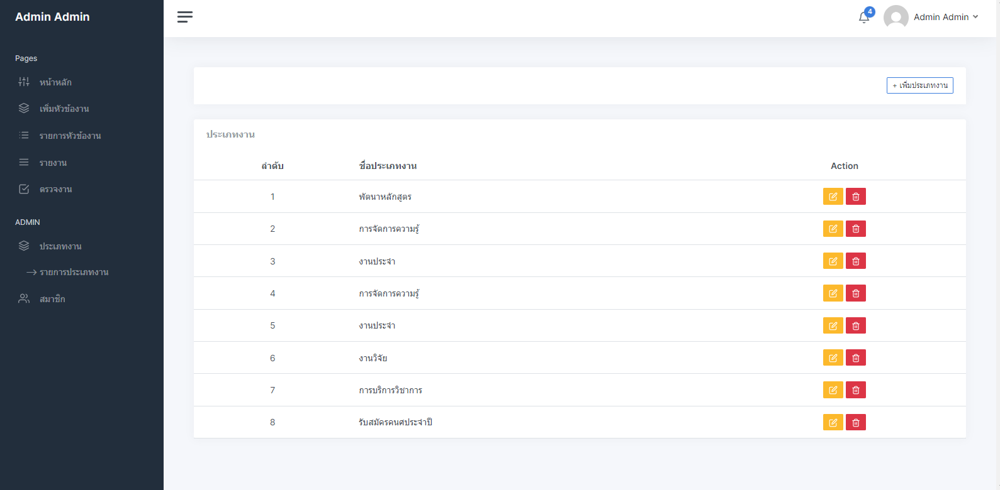 Admin Admin
4
Admin Admin
Pages
หน้าหลัก
เพิ่มหัวข้องาน
รายการหัวข้องาน
รายงาน
ตรวจงาน
ADMIN
ประเภทงาน
รายการประเภทงาน
สมาชิก
+ เพิ่มประเภทงาน
ประเภทงาน
ลำดับ ชื่อประเภทงาน Action
1 พัตนาหลักสูตร
2 การจัดการความรู้
3 งานประจำ
4 การจัดการความรู้
5 งานประจำ
6 งานวิจัย
7 การบริการวิชาการ
8 รับสมัครคนศประจำปี